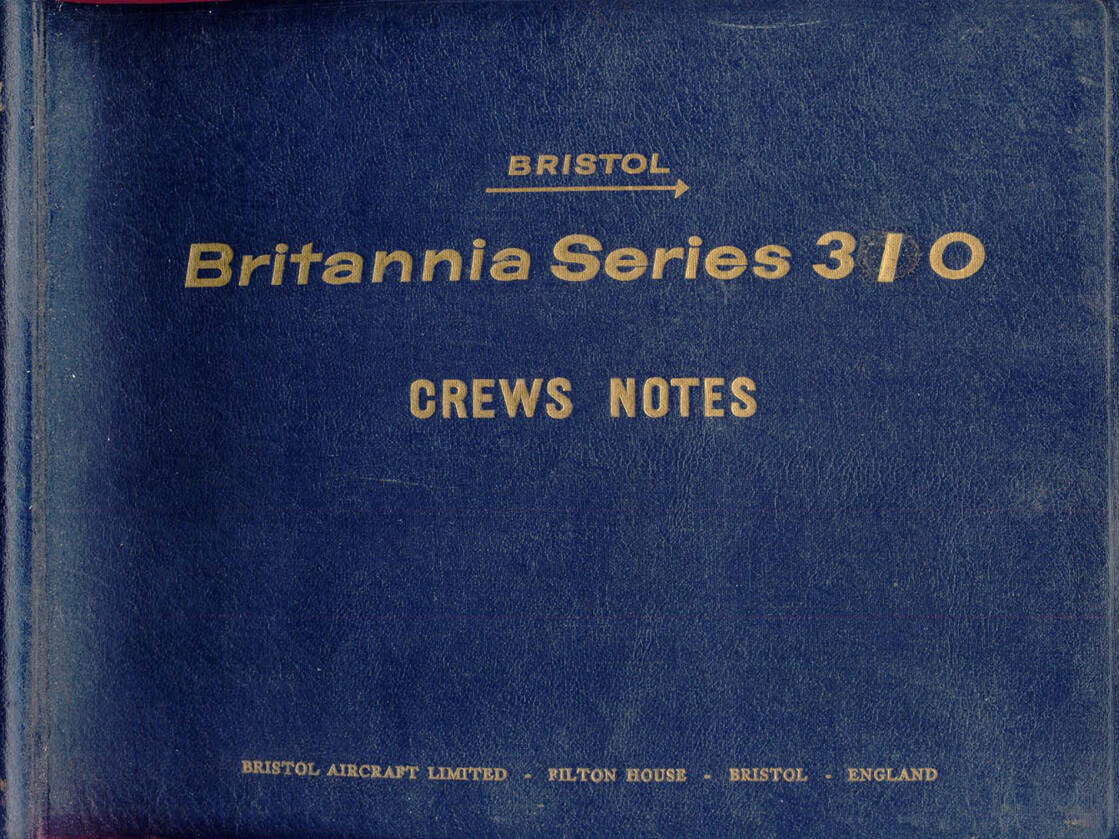 BRISTOL
Britannia Series 310
CREWS NOTES
BRISTOL AIRCRAFT LIMITED - FILTON HOUSE - BRISTOL - ENGLAND